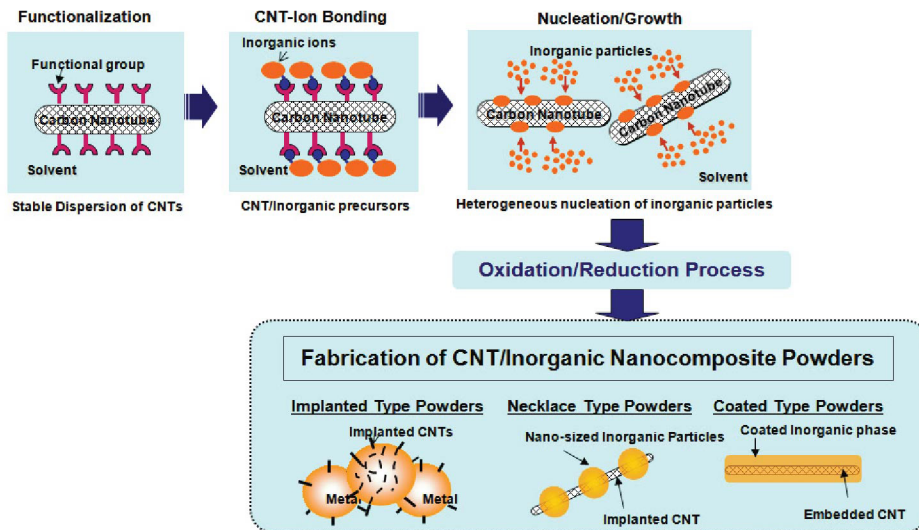 Functionalization
CNT-Ion Bonding
Nucleation/Growth
Functional group
Carbon Nanotube
Solvent
Stable Dispersion of CNTs
Inorganic ions
Carbon Nanotube
Solvent
CNT/Inorganic precursors
Inorganic particles
Carbon Nanotube
Carbon Nanotube
Solvent
Heterogeneous nucleation of inorganic particles
Oxidation/Reduction Process
Fabrication of CNT/Inorganic Nanocomposite Powders
Implanted Type Powders
Implanted CNTs
Metal
Metal
Necklace Type Powders
Nano-sized Inorganic Particles
Implanted CNT
Coated Type Powders
Coated Inorganic phase
Embedded CNT